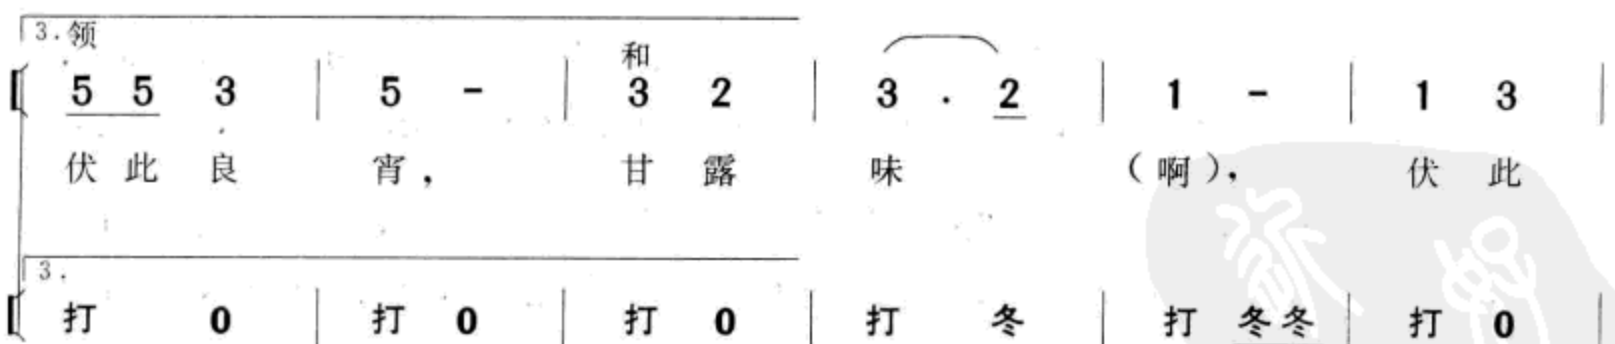 3.领 和
5 5 3 | 5 - | 3 2 | 3 . 2 | 1 - | 1 3 |
伏 此 良 宵， 甘 露 味 （啊）， 伏 此
3.
打 0 | 打 0 | 打 0 | 打 冬 | 打 冬冬 | 打 0 |